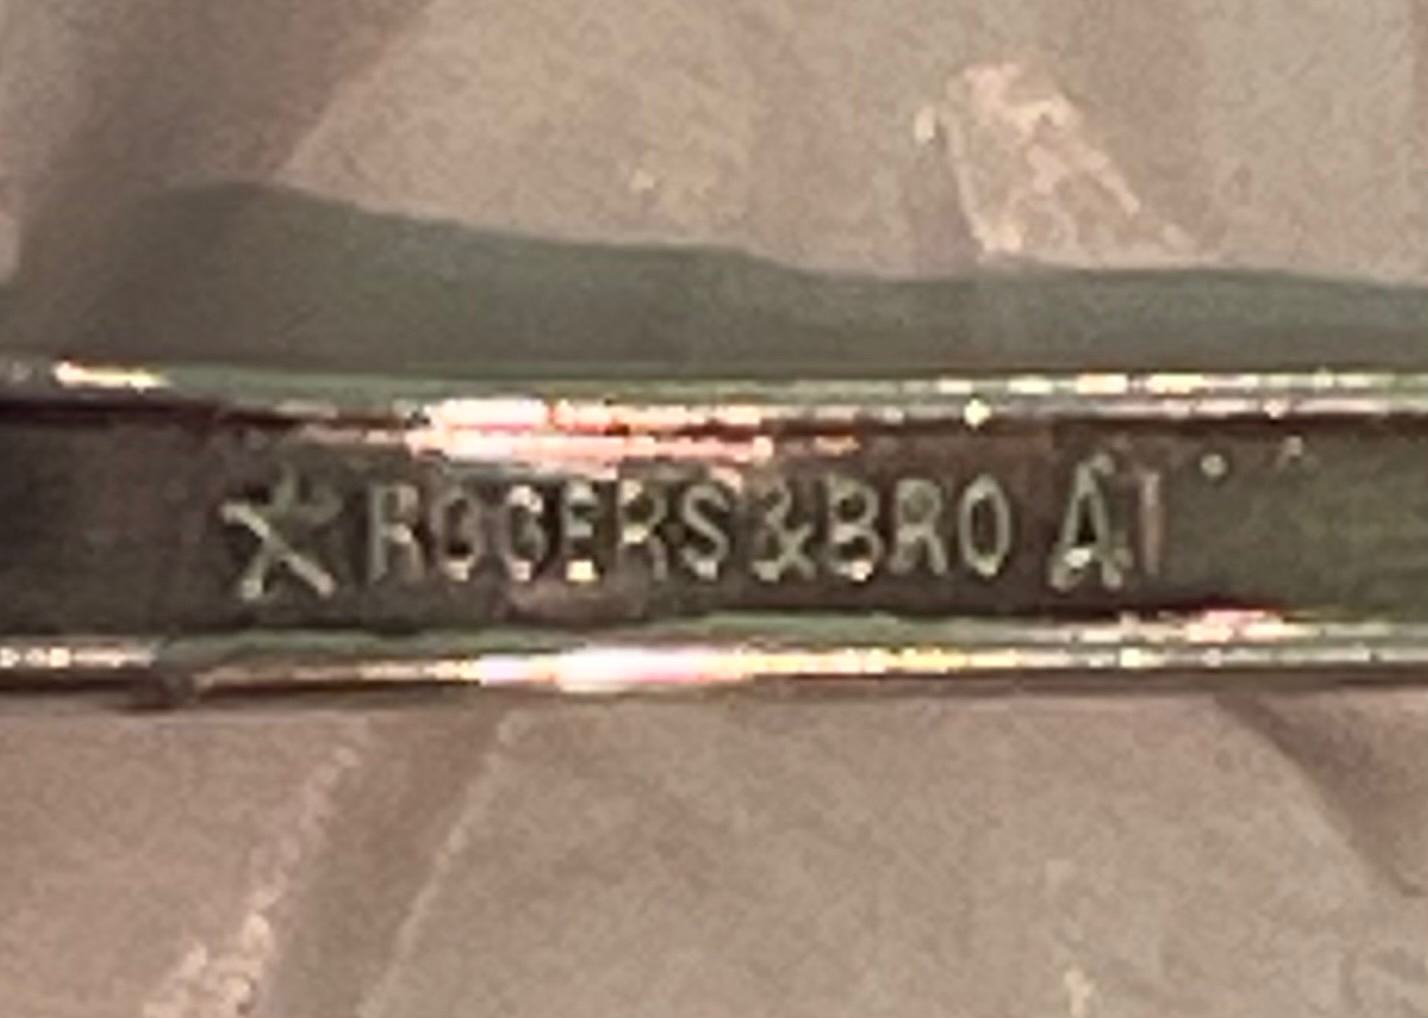 ★ ROGERS & BRO A1